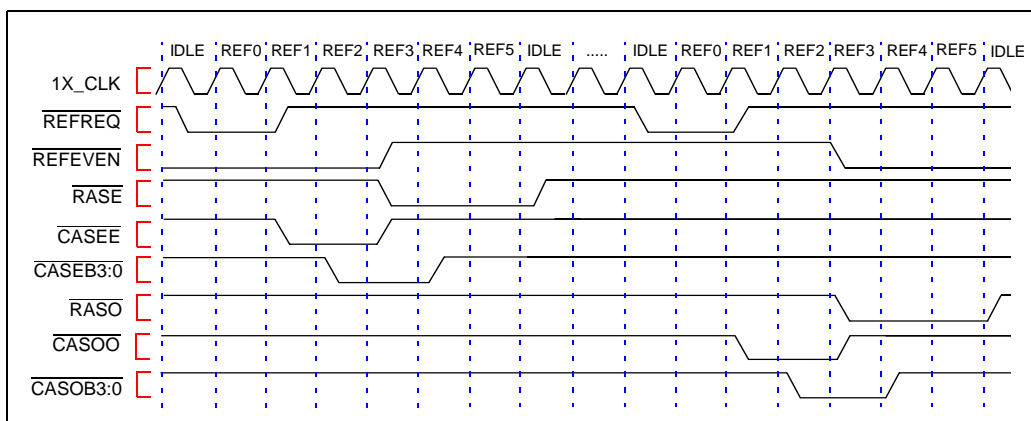 IDLE REF0 REF1 REF2 REF3 REF4 REF5 IDLE ..... IDLE REF0 REF1 REF2 REF3 REF4 REF5 IDLE
1X_CLK
REFREQ
REFEVEN
RASE
CASEE
CASEB3:0
RASO
CASOO
CASOB3:0